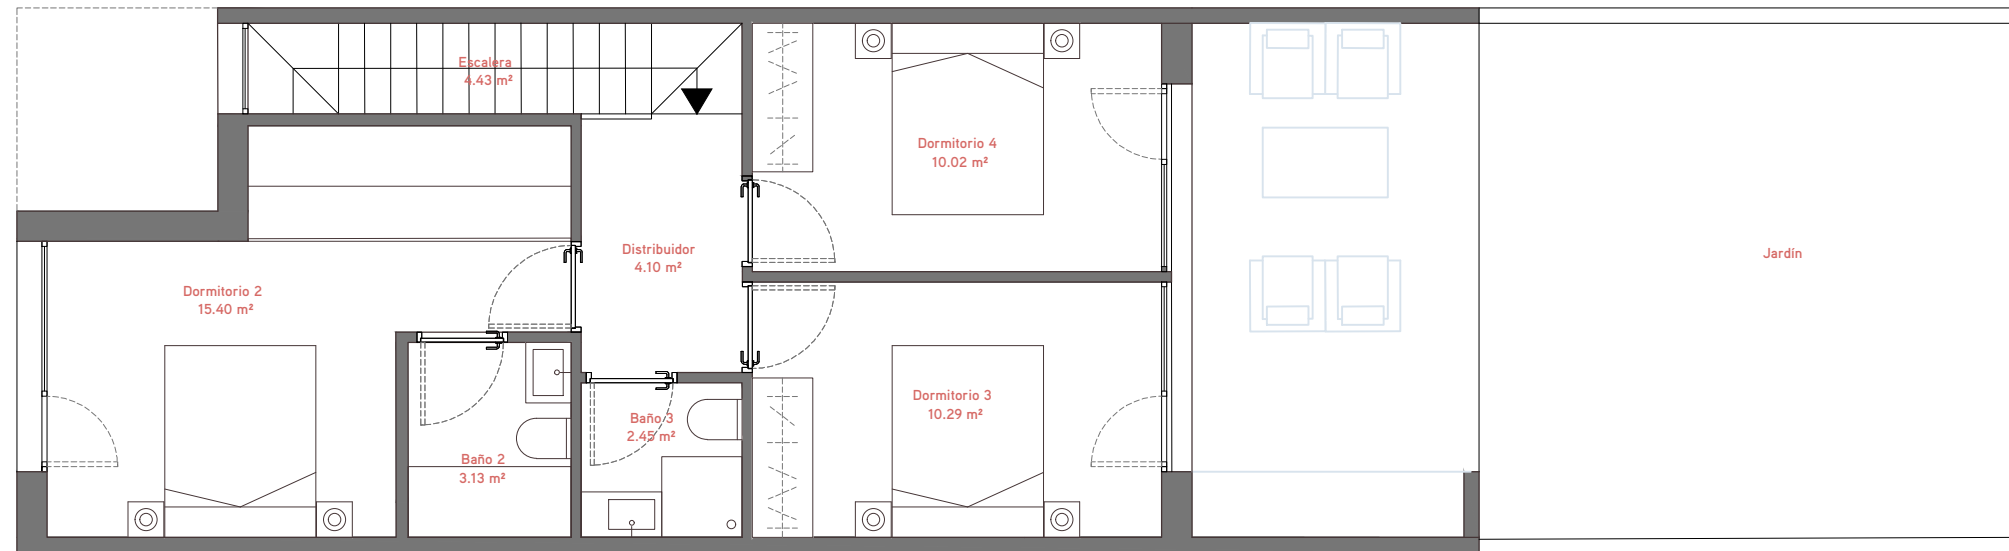 Escalera
4.43 m²
Dormitorio 4
10.02 m²
Distribuidor
4.10 m²
Jardín
Dormitorio 2
15.40 m²
Dormitorio 3
10.29 m²
Baño 3
2.45 m²
Baño 2
3.13 m²